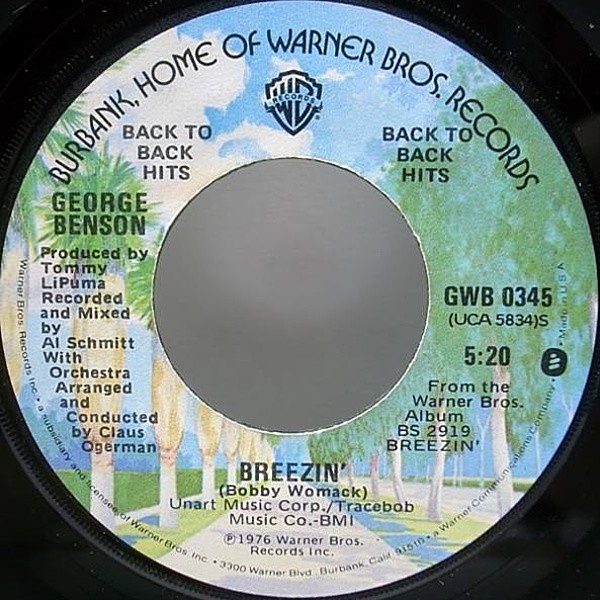 BURBANK, HOME OF WARNER BROS. RECORDS
W RECORDS
®
BACK TO
BACK
HITS
BACK TO
BACK
HITS
GEORGE
BENSON
Produced by
Tommy
LiPuma
Recorded
and Mixed
by
Al Schmitt
With
Orchestra
Arranged
and
Conducted
by Claus
Ogerman
GWB 0345
(UCA 5834)S
5:20
From the
Warner Bros.
Album
BS 2919
BREEZIN'
BREEZIN'
(Bobby Womack)
Unart Music Corp./Tracebob
Music Co.-BMI
℗1976 Warner Bros.
Records Inc.
Warner Bros. Records Inc. • a subsidiary and licensee of Warner Bros. Inc. • 3300 Warner Blvd., Burbank, Calif. 91510 • a Warner Communications Company • Made in U.S.A.